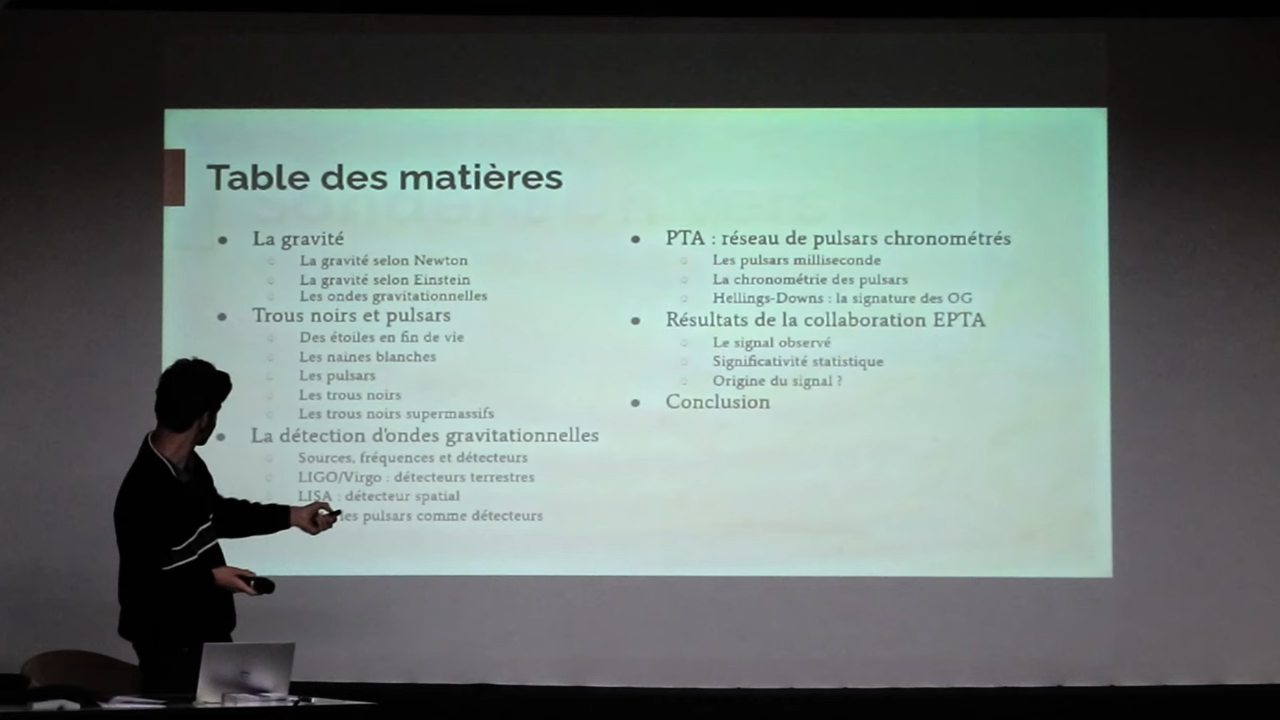 Table des matières
La gravité
La gravité selon Newton
La gravité selon Einstein
Les ondes gravitationnelles
Trous noirs et pulsars
Des étoiles en fin de vie
Les naines blanches
Les pulsars
Les trous noirs
Les trous noirs supermassifs
La détection d'ondes gravitationnelles
Sources, fréquences et détecteurs
LIGO/Virgo : détecteurs terrestres
LISA : détecteur spatial
pulsars comme détecteurs
PTA : réseau de pulsars chronométrés
Les pulsars milliseconde
La chronométrie des pulsars
Hellings-Downs : la signature des OG
Résultats de la collaboration EPTA
Le signal observé
Significativité statistique
Origine du signal ?
Conclusion